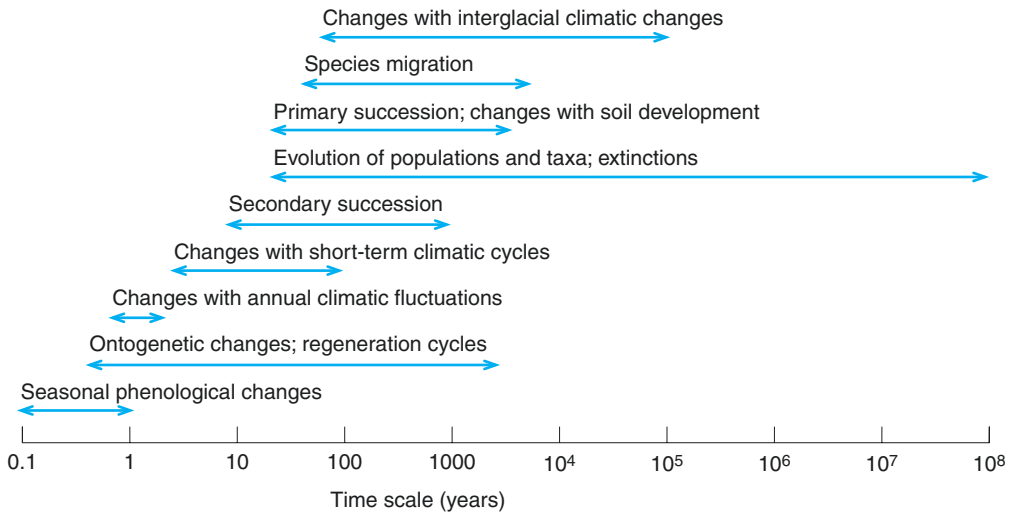 Changes with interglacial climatic changes
Species migration
Primary succession; changes with soil development
Evolution of populations and taxa; extinctions
Secondary succession
Changes with short-term climatic cycles
Changes with annual climatic fluctuations
Ontogenetic changes; regeneration cycles
Seasonal phenological changes
0.1 1 10 100 1000 10⁴ 10⁵ 10⁶ 10⁷ 10⁸
Time scale (years)